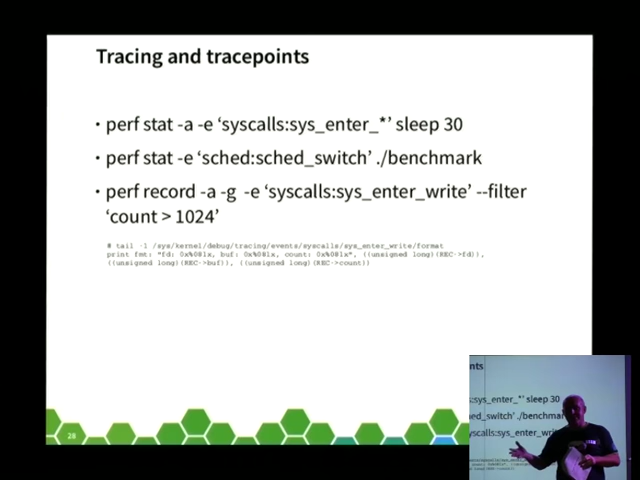 Tracing and tracepoints
• perf stat -a -e ‘syscalls:sys_enter_*’ sleep 30
• perf stat -e ‘sched:sched_switch’ ./benchmark
• perf record -a -g -e ‘syscalls:sys_enter_write’ --filter
‘count > 1024’
# tail -1 /sys/kernel/debug/tracing/events/syscalls/sys_enter_write/format
print fmt: "fd: 0x%08lx, buf: 0x%08lx, count: 0x%08lx", ((unsigned long)(REC->fd)),
((unsigned long)(REC->buf)), ((unsigned long)(REC->count))
28
nts
sys_enter_*’ sleep 30
ed_switch’ ./benchmar
yscalls:sys_enter_wri